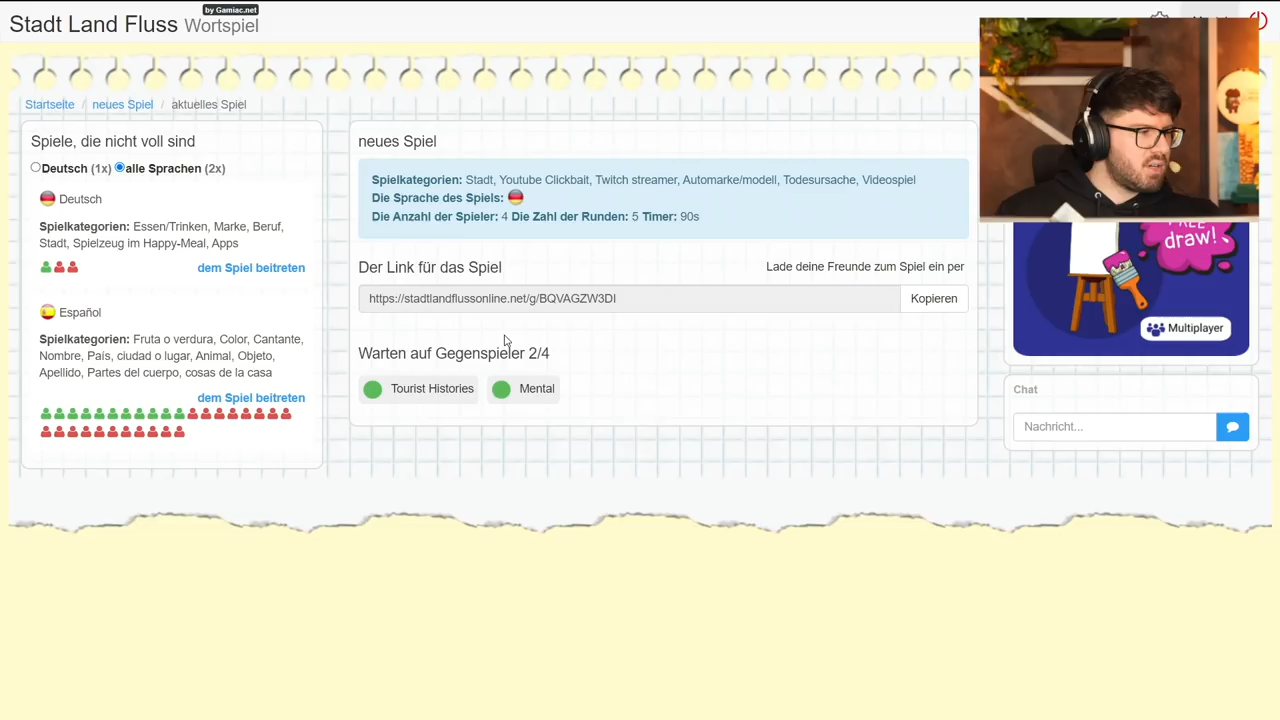 by Gamiac.net
Stadt Land Fluss Wortspiel
Startseite / neues Spiel / aktuelles Spiel
Spiele, die nicht voll sind
Deutsch (1x) alle Sprachen (2x)
Deutsch
Spielkategorien: Essen/Trinken, Marke, Beruf,
Stadt, Spielzeug im Happy-Meal, Apps
dem Spiel beitreten
Español
Spielkategorien: Fruta o verdura, Color, Cantante,
Nombre, País, ciudad o lugar, Animal, Objeto,
Apellido, Partes del cuerpo, cosas de la casa
dem Spiel beitreten
neues Spiel
Spielkategorien: Stadt, Youtube Clickbait, Twitch streamer, Automarke/modell, Todesursache, Videospiel
Die Sprache des Spiels:
Die Anzahl der Spieler: 4 Die Zahl der Runden: 5 Timer: 90s
Der Link für das Spiel
Lade deine Freunde zum Spiel ein per
https://stadtlandflussonline.net/g/BQVAGZW3DI
Kopieren
Warten auf Gegenspieler 2/4
Tourist Histories
Mental
draw!
Multiplayer
Chat
Nachricht...